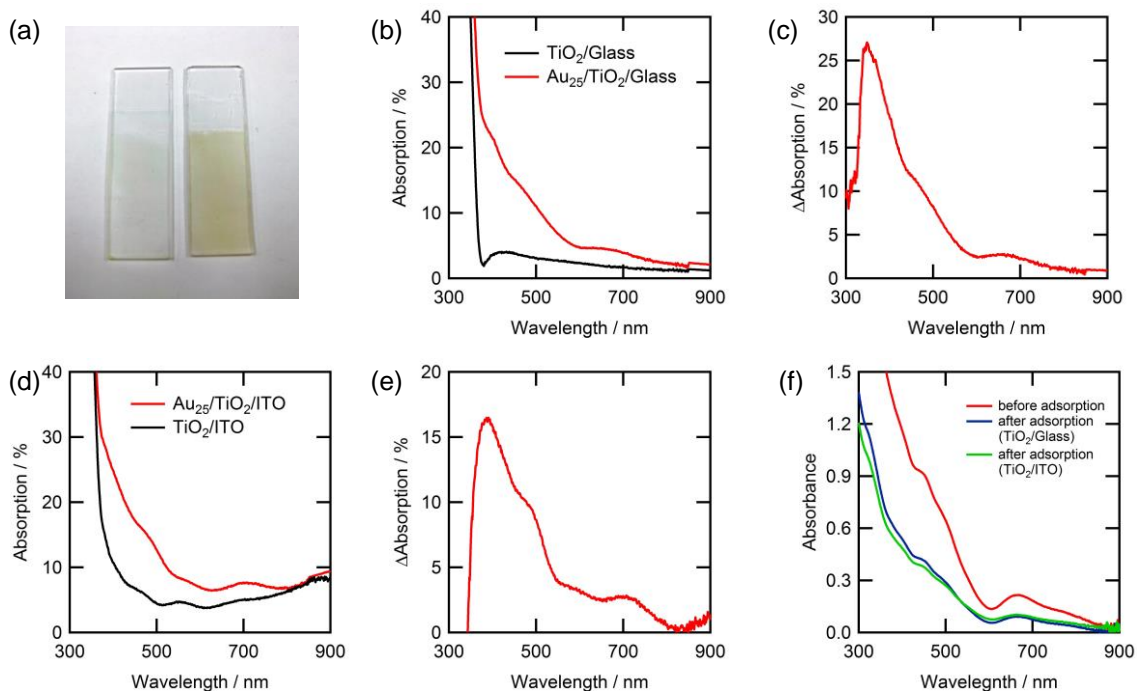 (a)
(b)
40
30
20
10
0
Absorption / %
TiO2/Glass
Au25/TiO2/Glass
300
500
700
900
Wavelength / nm
(c)
30
25
20
15
10
5
0
ΔAbsorption / %
300
500
700
900
Wavelength / nm
(d)
40
30
20
10
0
Absorption / %
Au25/TiO2/ITO
TiO2/ITO
300
500
700
900
Wavelength / nm
(e)
20
15
10
5
0
ΔAbsorption / %
300
500
700
900
Wavelength / nm
(f)
1.5
1.2
0.9
0.6
0.3
0.0
Absorbance
before adsorption
after adsorption
(TiO2/Glass)
after adsorption
(TiO2/ITO)
300
500
700
900
Wavelegnth / nm